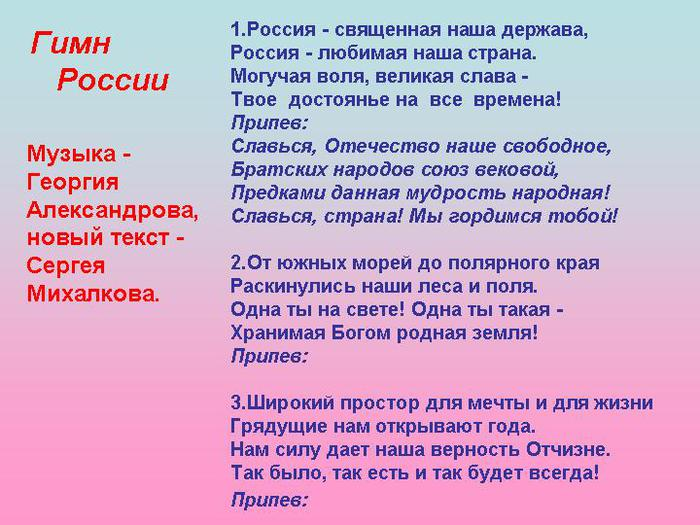 Гимн
России
Музыка -
Георгия
Александрова,
новый текст -
Сергея
Михалкова.
1.Россия - священная наша держава,
Россия - любимая наша страна.
Могучая воля, великая слава -
Твое достоянье на все времена!
Припев:
Славься, Отечество наше свободное,
Братских народов союз вековой,
Предками данная мудрость народная!
Славься, страна! Мы гордимся тобой!
2.От южных морей до полярного края
Раскинулись наши леса и поля.
Одна ты на свете! Одна ты такая -
Хранимая Богом родная земля!
Припев:
3.Широкий простор для мечты и для жизни
Грядущие нам открывают года.
Нам силу дает наша верность Отчизне.
Так было, так есть и так будет всегда!
Припев: